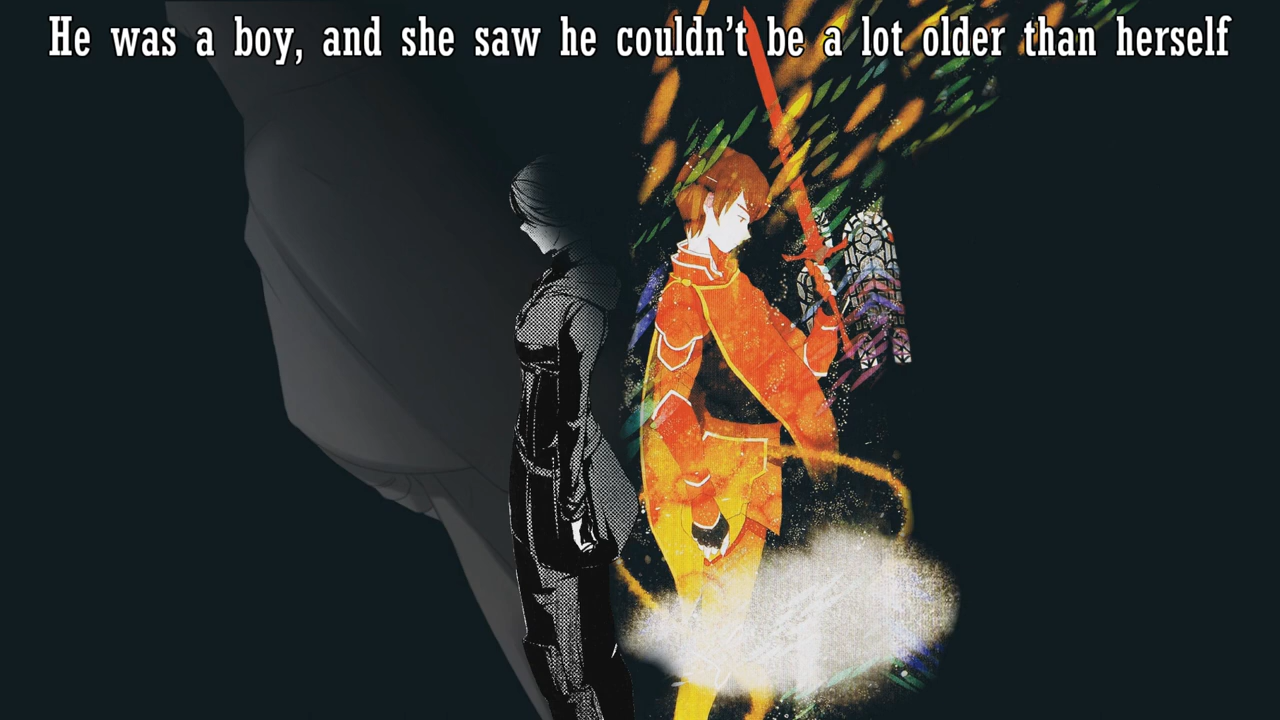 He was a boy, and she saw he couldn’t be a lot older than herself